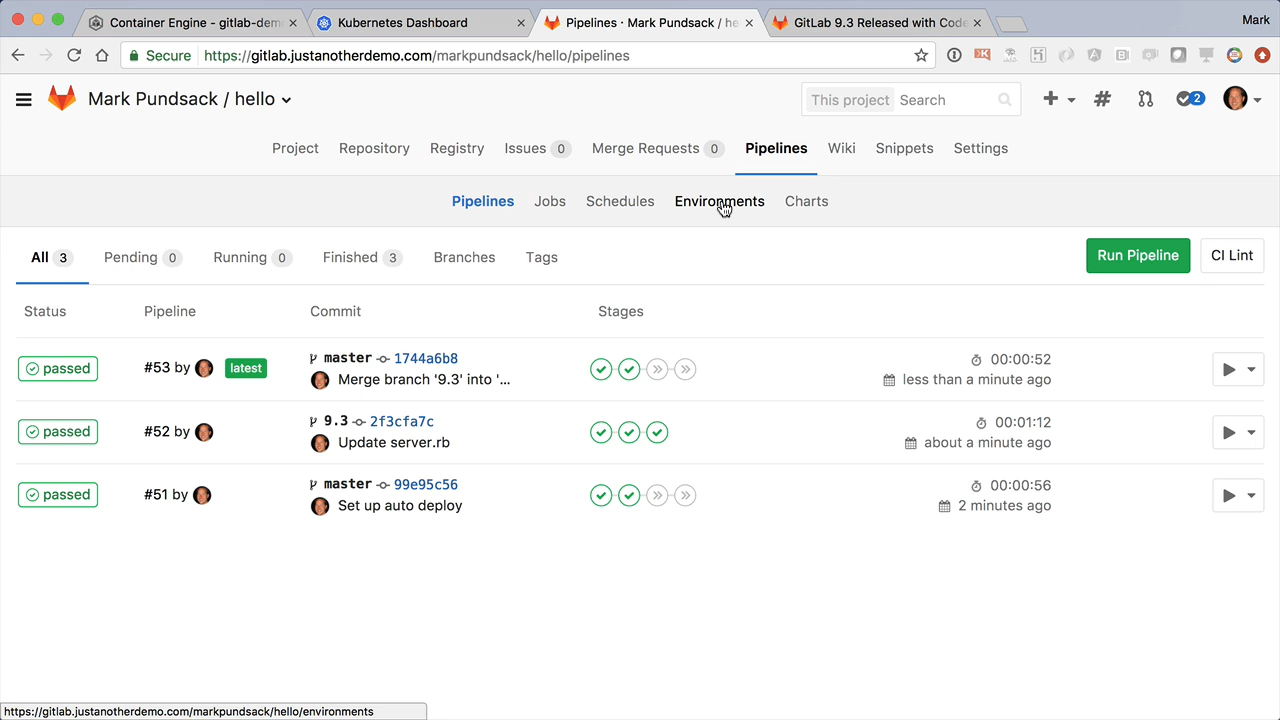 Container Engine - gitlab-dem
Kubernetes Dashboard
Pipelines · Mark Pundsack / he
GitLab 9.3 Released with Code
Mark
Secure
https://gitlab.justanotherdemo.com/markpundsack/hello/pipelines
Mark Pundsack / hello
This project
Search
2
Project
Repository
Registry
Issues 0
Merge Requests 0
Pipelines
Wiki
Snippets
Settings
Pipelines
Jobs
Schedules
Environments
Charts
All 3
Pending 0
Running 0
Finished 3
Branches
Tags
Run Pipeline
CI Lint
Status
Pipeline
Commit
Stages
passed
#53 by
latest
master
1744a6b8
Merge branch '9.3' into '...
00:00:52
less than a minute ago
passed
#52 by
9.3
2f3cfa7c
Update server.rb
00:01:12
about a minute ago
passed
#51 by
master
99e95c56
Set up auto deploy
00:00:56
2 minutes ago
https://gitlab.justanotherdemo.com/markpundsack/hello/environments